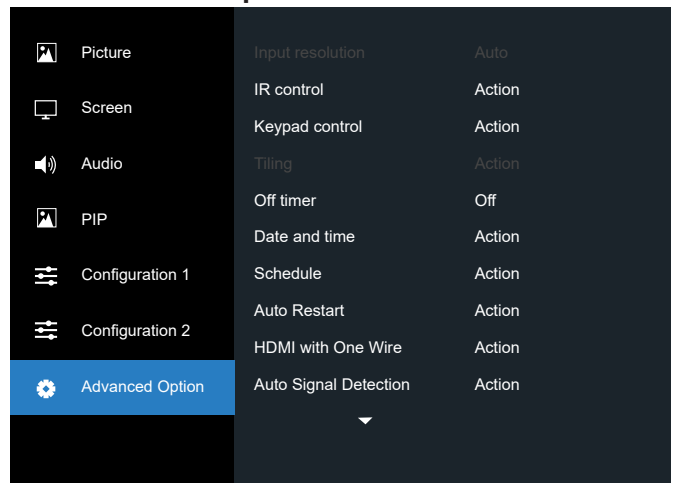 Picture
Screen
Audio
PIP
Configuration 1
Configuration 2
Advanced Option
Input resolution Auto
IR control Action
Keypad control Action
Tiling Action
Off timer Off
Date and time Action
Schedule Action
Auto Restart Action
HDMI with One Wire Action
Auto Signal Detection Action